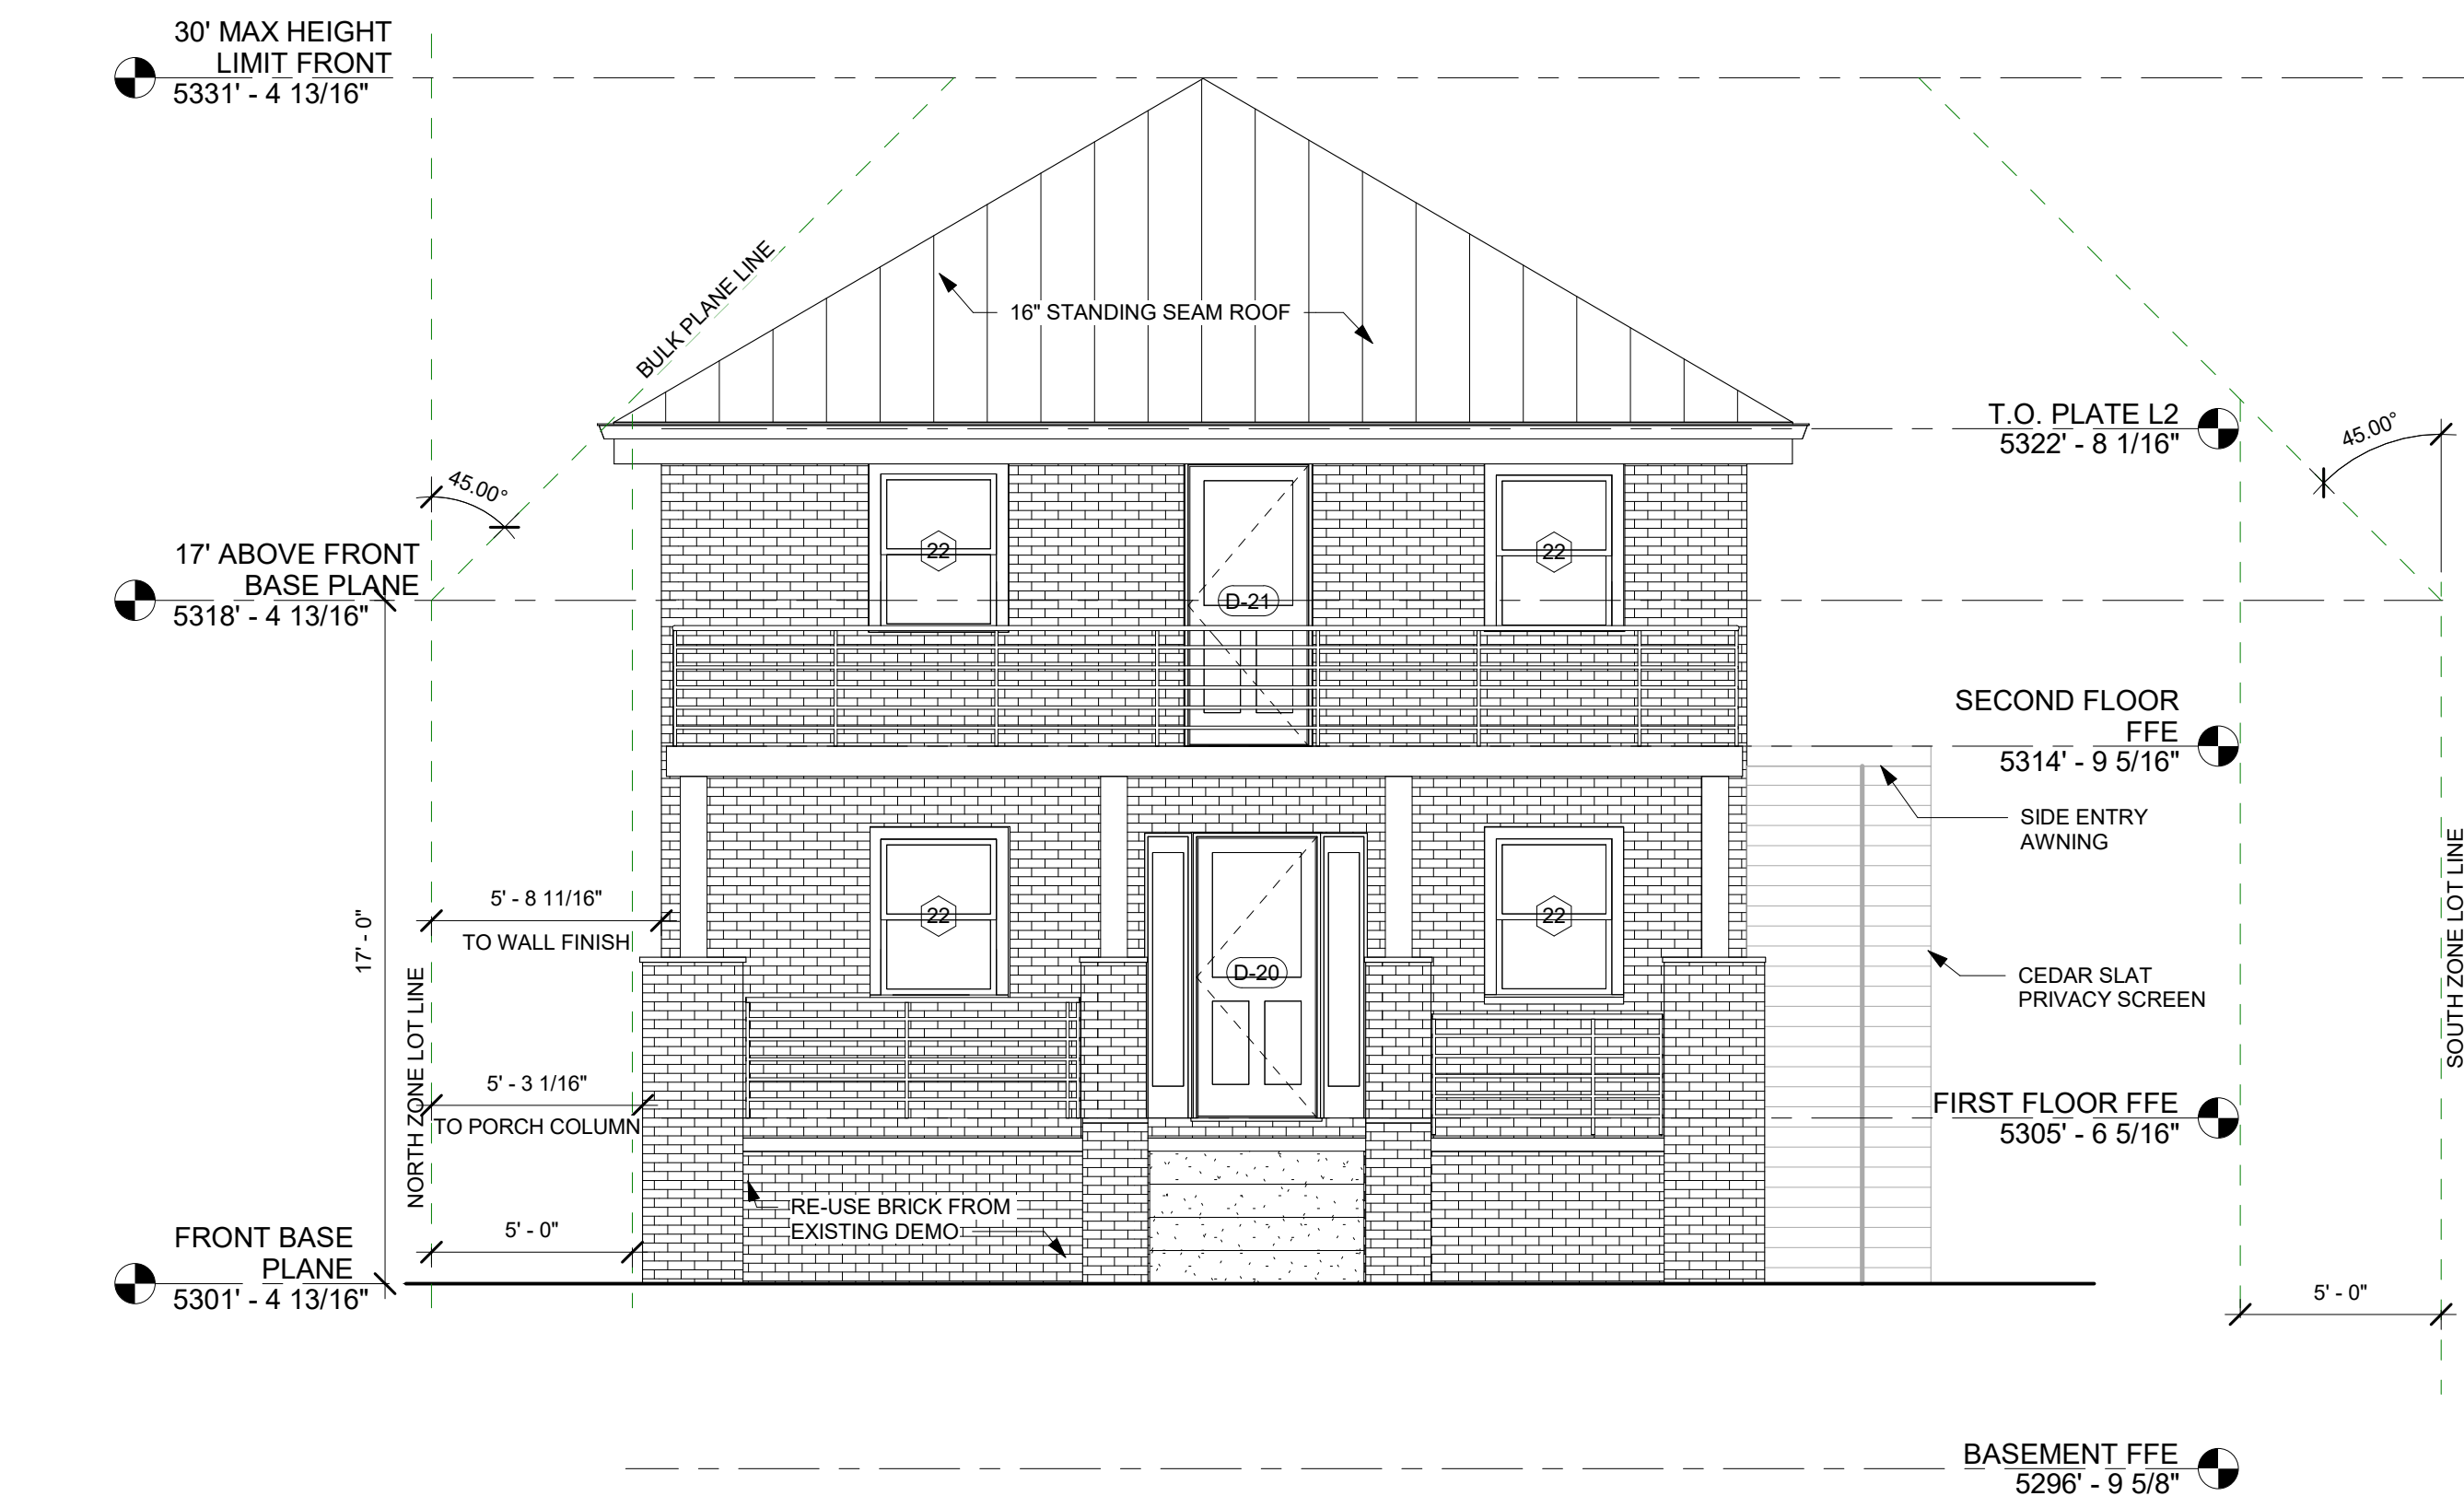 30' MAX HEIGHT
LIMIT FRONT
5331' - 4 13/16"
BULK PLANE LINE
16" STANDING SEAM ROOF
T.O. PLATE L2
5322' - 8 1/16"
45.00°
45.00°
22
22
17' ABOVE FRONT
BASE PLANE
5318' - 4 13/16"
D-21
SECOND FLOOR
FFE
5314' - 9 5/16"
SIDE ENTRY
AWNING
5' - 8 11/16"
TO WALL FINISH
22
22
17' - 0"
D-20
CEDAR SLAT
PRIVACY SCREEN
SOUTH ZONE LOT LINE
NORTH ZONE LOT LINE
5' - 3 1/16"
TO PORCH COLUMN
FIRST FLOOR FFE
5305' - 6 5/16"
RE-USE BRICK FROM
EXISTING DEMO
5' - 0"
FRONT BASE
PLANE
5301' - 4 13/16"
5' - 0"
BASEMENT FFE
5296' - 9 5/8"